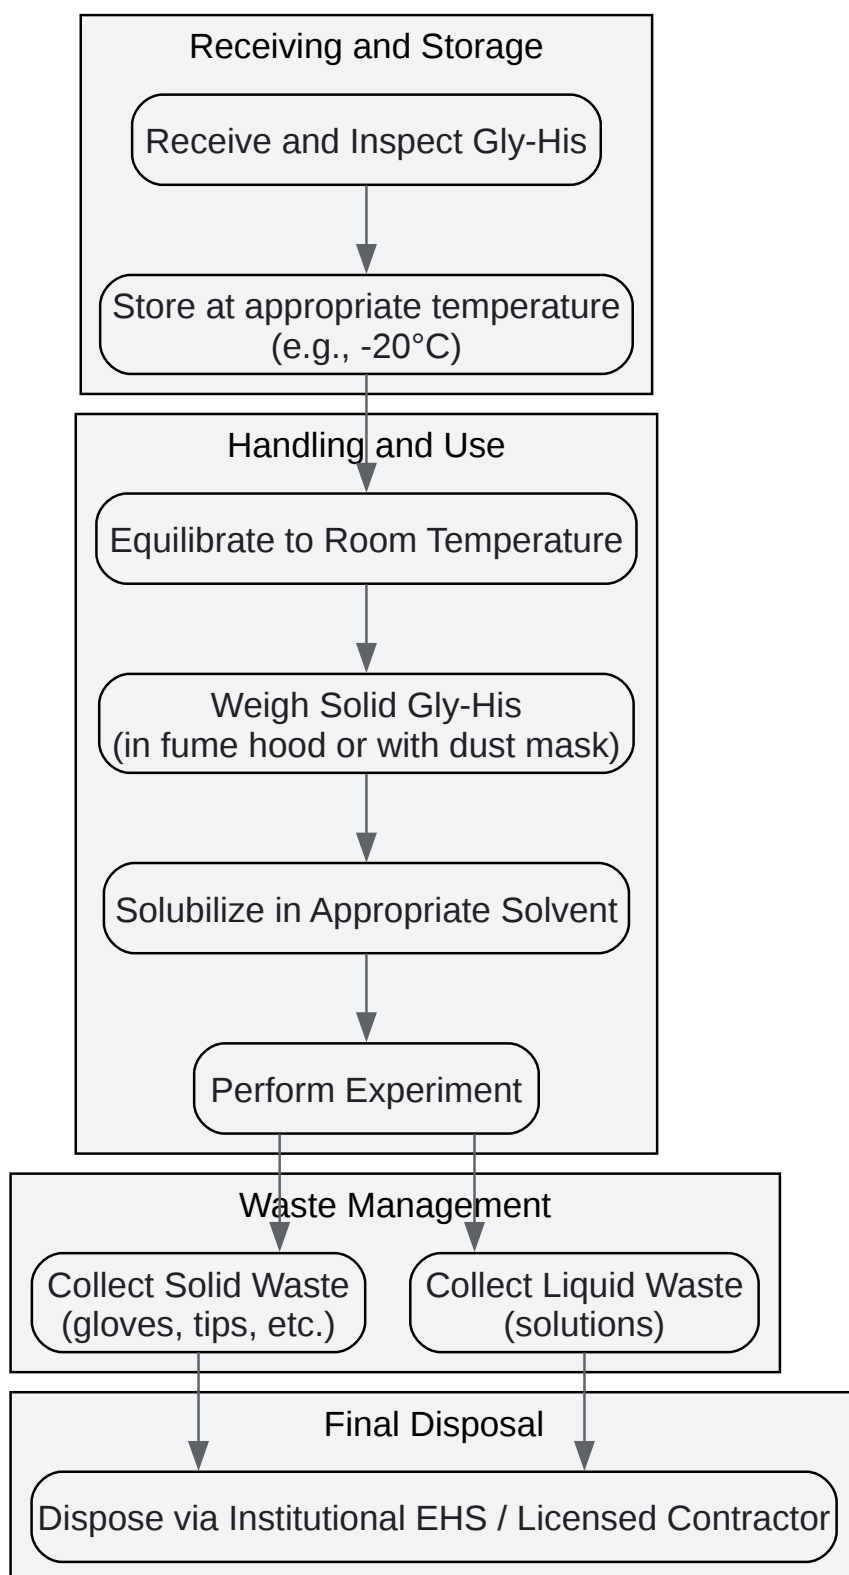 Receiving and Storage
Receive and Inspect Gly-His
Store at appropriate temperature
(e.g., -20°C)
Handling and Use
Equilibrate to Room Temperature
Weigh Solid Gly-His
(in fume hood or with dust mask)
Solubilize in Appropriate Solvent
Perform Experiment
Waste Management
Collect Solid Waste
(gloves, tips, etc.)
Collect Liquid Waste
(solutions)
Final Disposal
Dispose via Institutional EHS / Licensed Contractor